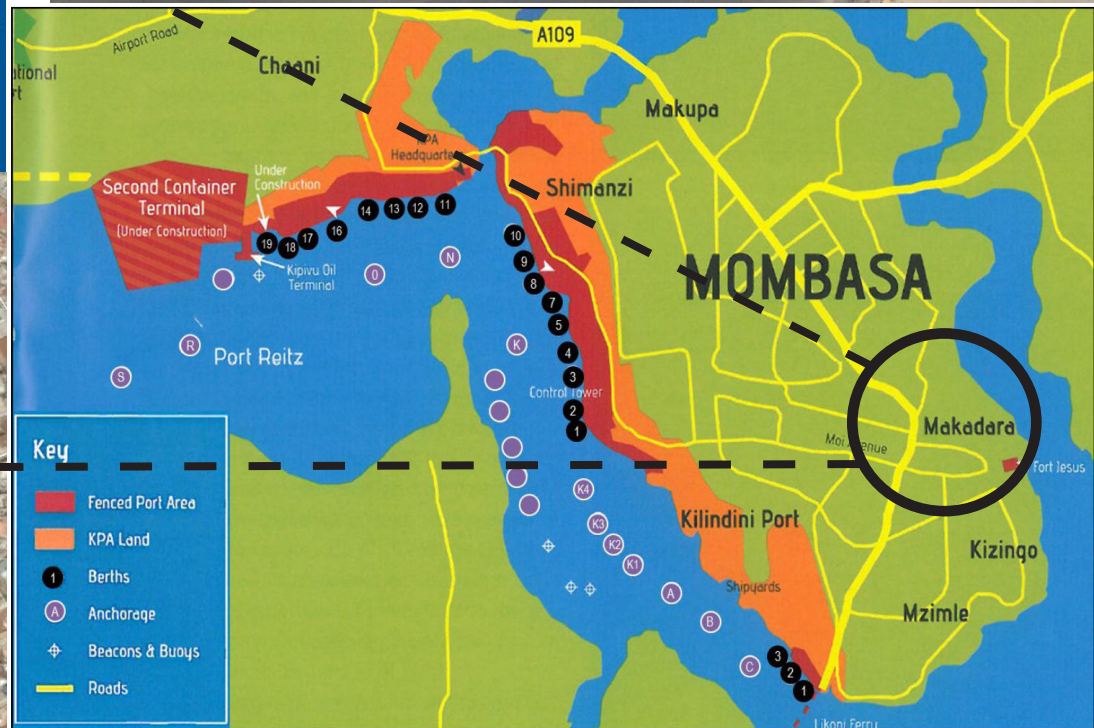 Airport Road
A109
ational
rt
Chaani
Makupa
KPA
Headquarte
Under
Construction
Second Container
Terminal
(Under Construction)
Shimanzi
19
18
17
16
14
13
12
11
10
9
8
7
5
4
3
2
1
Kipivu Oil
Terminal
O
N
MOMBASA
R
S
K
Port Reitz
Control Tower
Makadara
Moi Avenue
Fort Jesus
Key
Fenced Port Area
KPA Land
1
Berths
A
Anchorage
Beacons & Buoys
Roads
K4
K3
K2
K1
A
B
C
Kilindini Port
Shipyards
Kizingo
Mzimle
3
2
1
Likoni Ferry